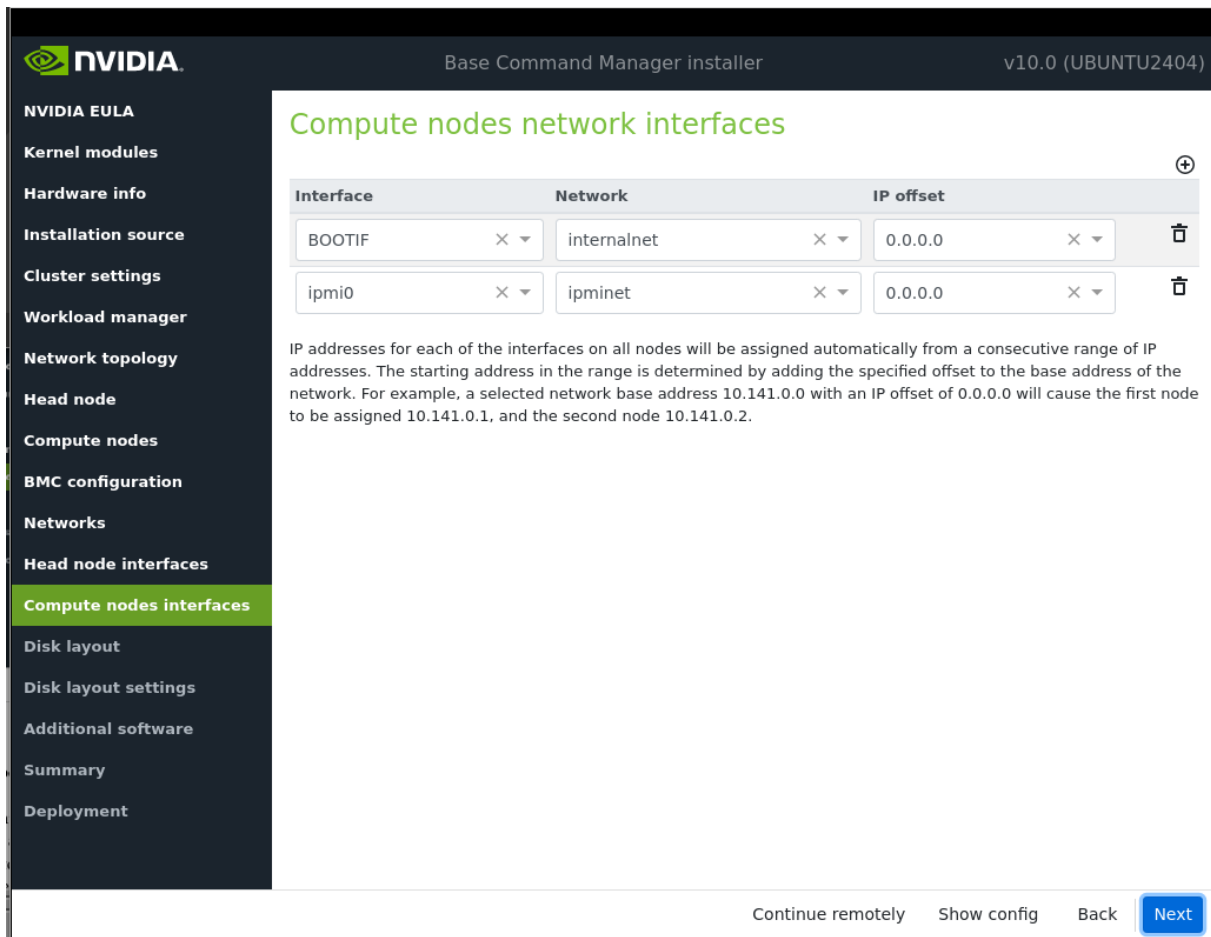 NVIDIA.
Base Command Manager installer
v10.0 (UBUNTU2404)
NVIDIA EULA
Kernel modules
Hardware info
Installation source
Cluster settings
Workload manager
Network topology
Head node
Compute nodes
BMC configuration
Networks
Head node interfaces
Compute nodes interfaces
Disk layout
Disk layout settings
Additional software
Summary
Deployment
Compute nodes network interfaces
Interface Network IP offset
BOOTIF internalnet 0.0.0.0
ipmi0 ipminet 0.0.0.0
IP addresses for each of the interfaces on all nodes will be assigned automatically from a consecutive range of IP
addresses. The starting address in the range is determined by adding the specified offset to the base address of the
network. For example, a selected network base address 10.141.0.0 with an IP offset of 0.0.0.0 will cause the first node
to be assigned 10.141.0.1, and the second node 10.141.0.2.
Continue remotely Show config Back Next